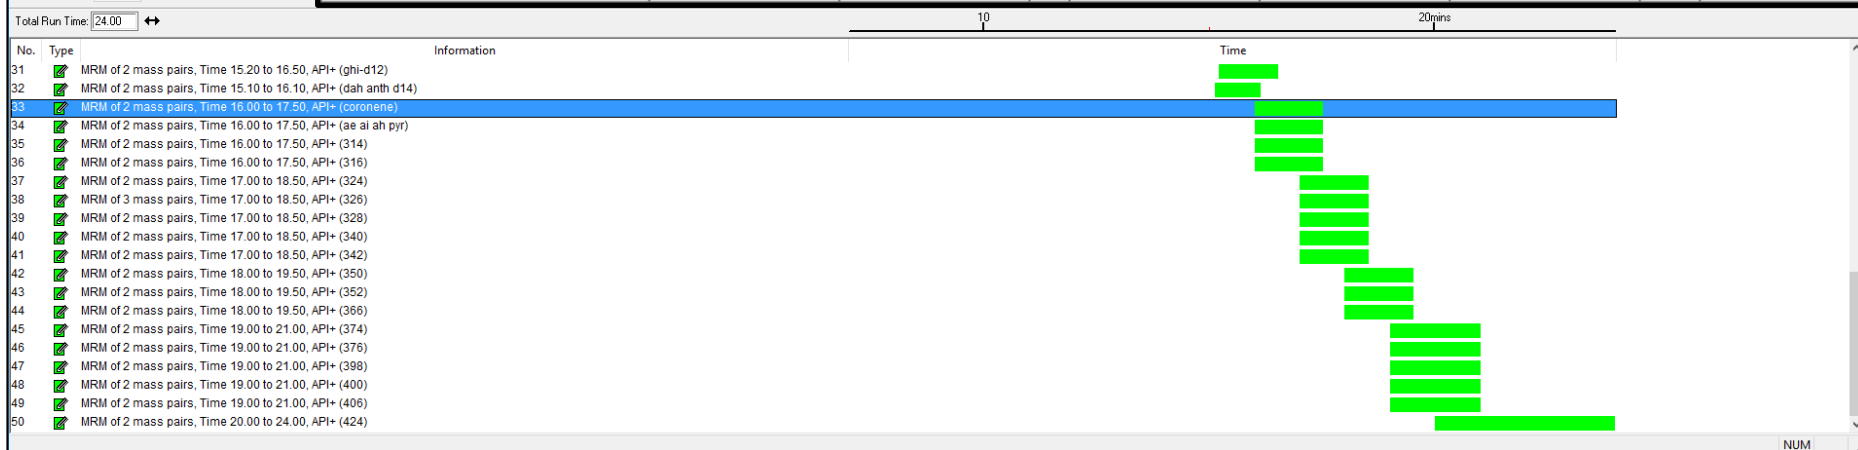 Total Run Time: 24.00 10 20mins
No. Type Information Time
31 MRM of 2 mass pairs, Time 15.20 to 16.50, API+ (ghi-d12)
32 MRM of 2 mass pairs, Time 15.10 to 16.10, API+ (dah anth d14)
33 MRM of 2 mass pairs, Time 16.00 to 17.50, API+ (coronene)
34 MRM of 2 mass pairs, Time 16.00 to 17.50, API+ (ae ai ah pyr)
35 MRM of 2 mass pairs, Time 16.00 to 17.50, API+ (314)
36 MRM of 2 mass pairs, Time 16.00 to 17.50, API+ (316)
37 MRM of 2 mass pairs, Time 17.00 to 18.50, API+ (324)
38 MRM of 3 mass pairs, Time 17.00 to 18.50, API+ (326)
39 MRM of 2 mass pairs, Time 17.00 to 18.50, API+ (328)
40 MRM of 2 mass pairs, Time 17.00 to 18.50, API+ (340)
41 MRM of 2 mass pairs, Time 17.00 to 18.50, API+ (342)
42 MRM of 2 mass pairs, Time 18.00 to 19.50, API+ (350)
43 MRM of 2 mass pairs, Time 18.00 to 19.50, API+ (352)
44 MRM of 2 mass pairs, Time 18.00 to 19.50, API+ (366)
45 MRM of 2 mass pairs, Time 19.00 to 21.00, API+ (374)
46 MRM of 2 mass pairs, Time 19.00 to 21.00, API+ (376)
47 MRM of 2 mass pairs, Time 19.00 to 21.00, API+ (398)
48 MRM of 2 mass pairs, Time 19.00 to 21.00, API+ (400)
49 MRM of 2 mass pairs, Time 19.00 to 21.00, API+ (406)
50 MRM of 2 mass pairs, Time 20.00 to 24.00, API+ (424)
NUM